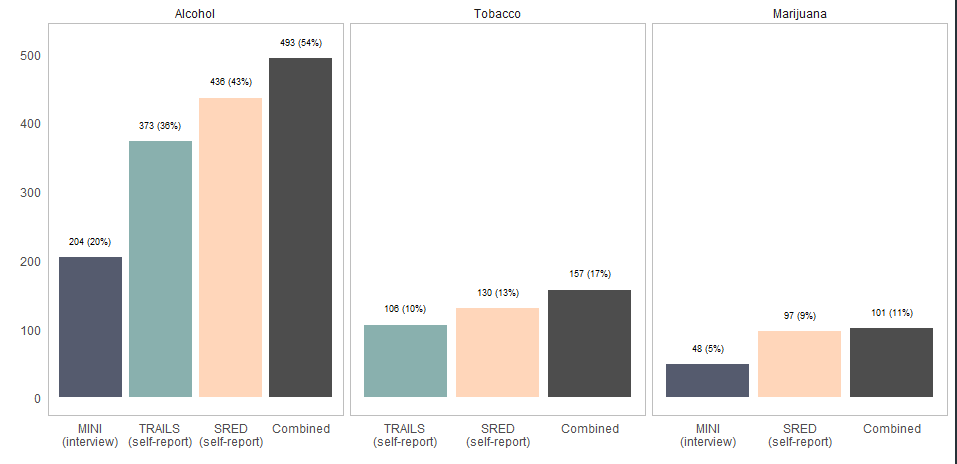 Alcohol
Tobacco
Marijuana
500
400
300
200
100
0
204 (20%)
373 (36%)
436 (43%)
493 (54%)
106 (10%)
130 (13%)
157 (17%)
48 (5%)
97 (9%)
101 (11%)
MINI
(interview)
TRAILS
(self-report)
SRED
(self-report)
Combined
TRAILS
(self-report)
SRED
(self-report)
Combined
MINI
(interview)
SRED
(self-report)
Combined